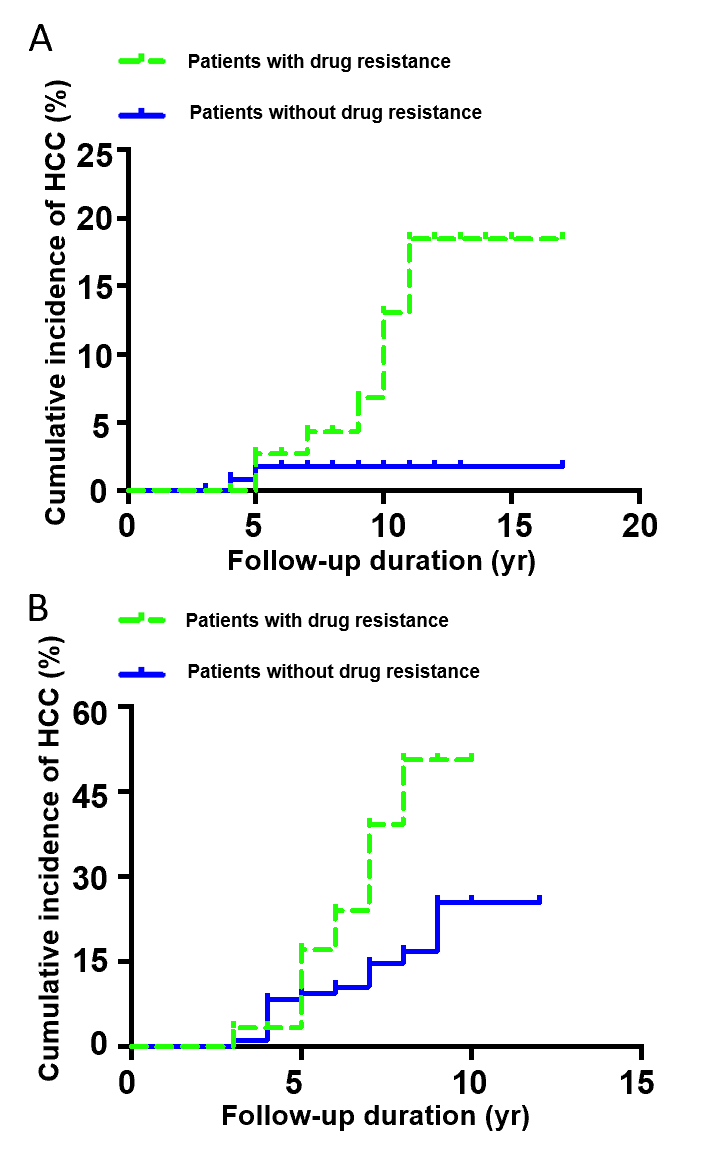 A
Patients with drug resistance
Patients without drug resistance
Cumulative incidence of HCC (%)
25
20
15
10
5
0
0 5 10 15 20
Follow-up duration (yr)
B
Patients with drug resistance
Patients without drug resistance
Cumulative incidence of HCC (%)
60
45
30
15
0
0 5 10 15
Follow-up duration (yr)